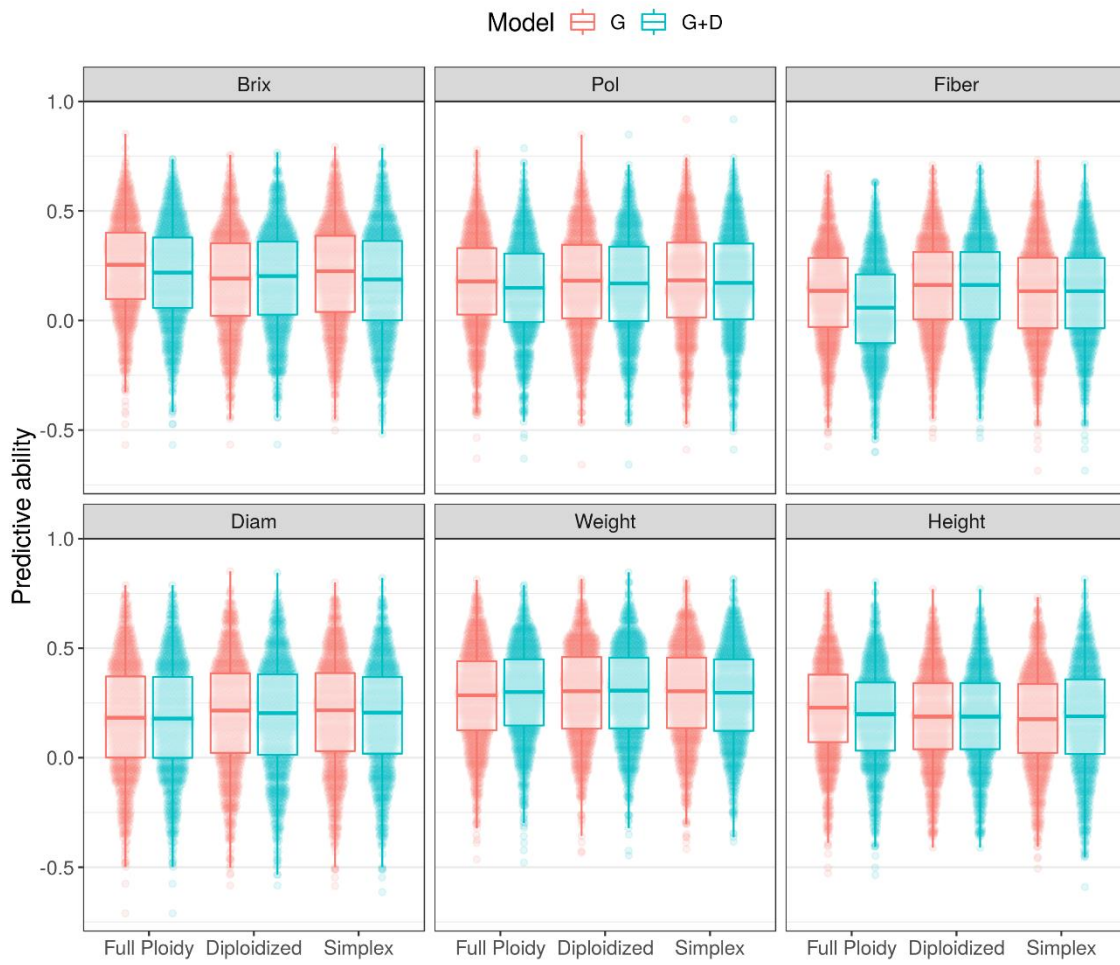 Model G G+D
Brix Pol Fiber
1.0
0.5
0.0
-0.5
Diam Weight Height
1.0
0.5
0.0
-0.5
Predictive ability
Full Ploidy Diploidized Simplex Full Ploidy Diploidized Simplex Full Ploidy Diploidized Simplex